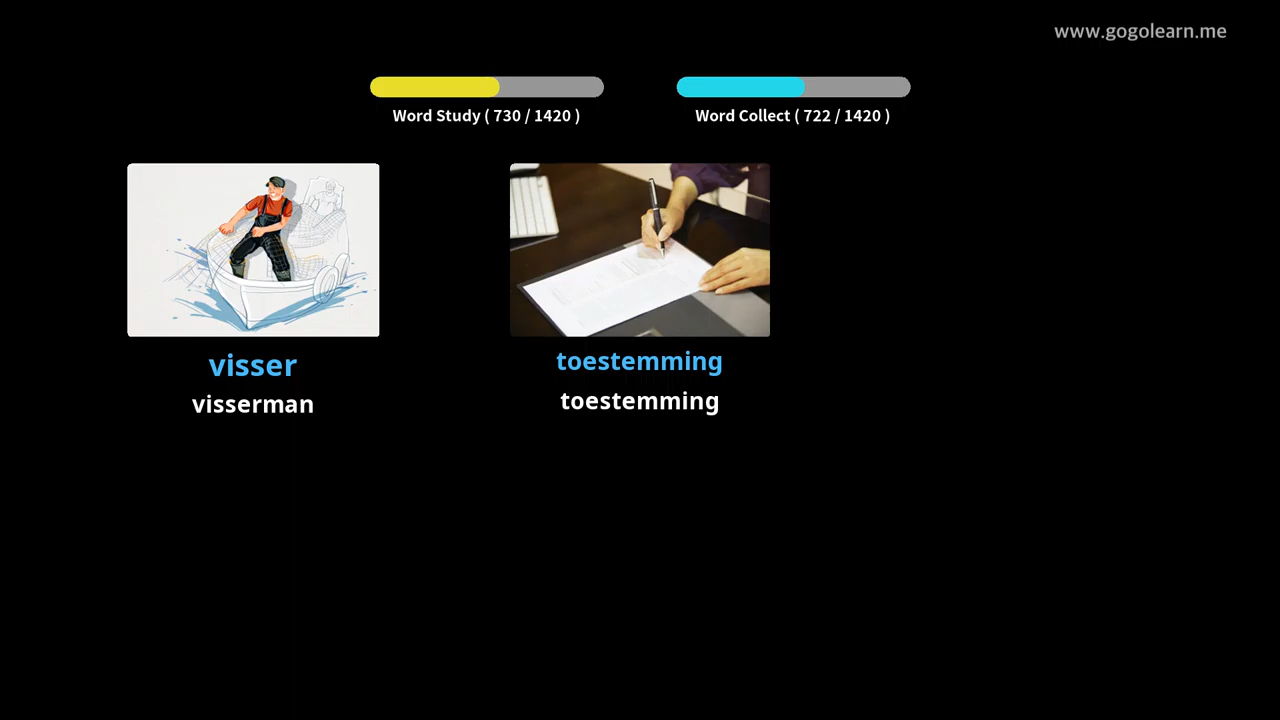 www.gogolearn.me
Word Study ( 730 / 1420 )
Word Collect ( 722 / 1420 )
visser
visserman
toestemming
toestemming